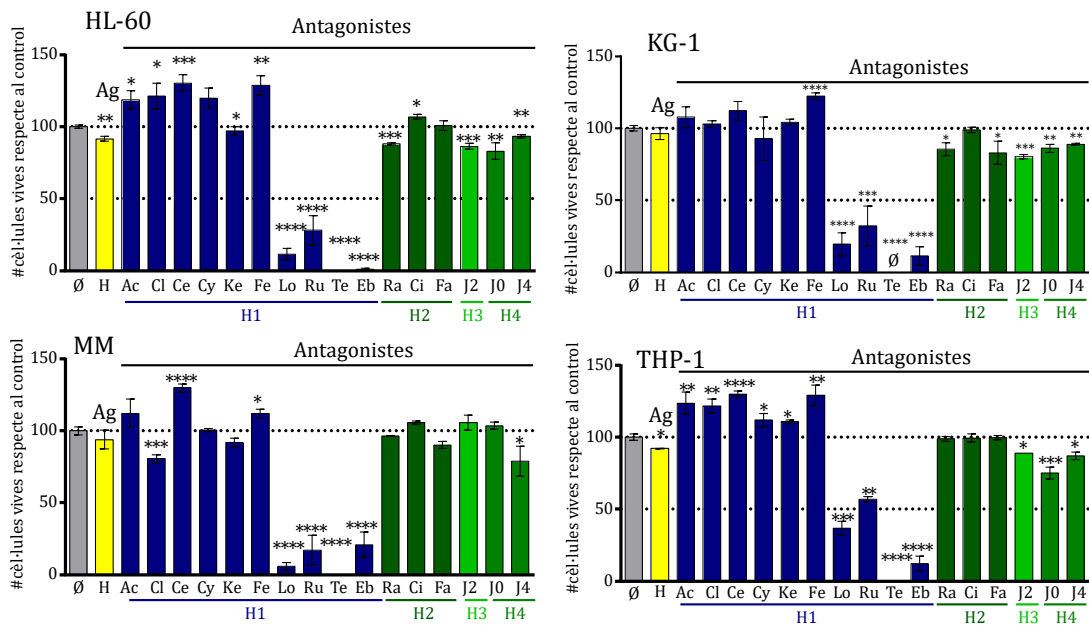 HL-60
Antagonistes
#cèl·lules vives respecte al control
150
100
50
0
Ag
** * * *** * ** **** **** **** **** *** * *** ** **
Ø H Ac Cl Ce Cy Ke Fe Lo Ru Te Eb Ra Ci Fa J2 J0 J4
H1 H2 H3 H4
KG-1
Antagonistes
#cèl·lules vives respecte al control
150
100
50
0
Ag
**** **** *** **** **** * * *** ** **
Ø
Ø H Ac Cl Ce Cy Ke Fe Lo Ru Te Eb Ra Ci Fa J2 J0 J4
H1 H2 H3 H4
MM
Antagonistes
#cèl·lules vives respecte al control
150
100
50
0
Ag
*** **** * **** **** **** **** *
Ø H Ac Cl Ce Cy Ke Fe Lo Ru Te Eb Ra Ci Fa J2 J0 J4
H1 H2 H3 H4
THP-1
Antagonistes
#cèl·lules vives respecte al control
150
100
50
0
Ag
* ** ** **** * * ** *** ** **** **** * *** *
Ø H Ac Cl Ce Cy Ke Fe Lo Ru Te Eb Ra Ci Fa J2 J0 J4
H1 H2 H3 H4